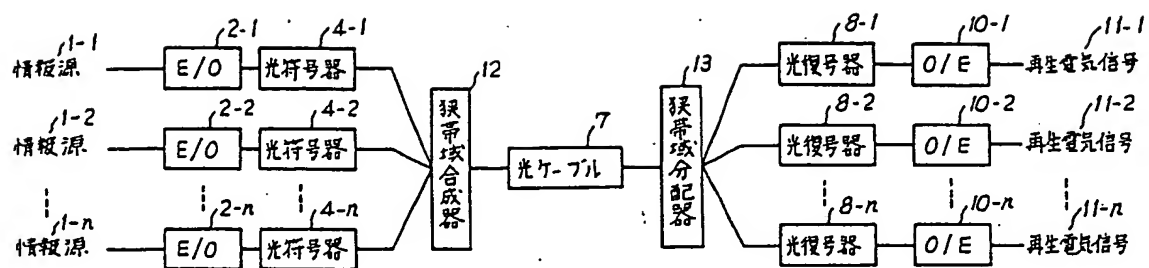 1-1 2-1 4-1 8-1 10-1 11-1
情報源 E/O 光符号器 12 13 光復号器 O/E 再生電気信号
1-2 2-2 4-2 8-2 10-2 11-2
情報源 E/O 光符号器 狭帯域合成器 7 光ケーブル 狭帯域分配器 光復号器 O/E 再生電気信号
1-n 2-n 4-n 8-n 10-n 11-n
情報源 E/O 光符号器 光復号器 O/E 再生電気信号